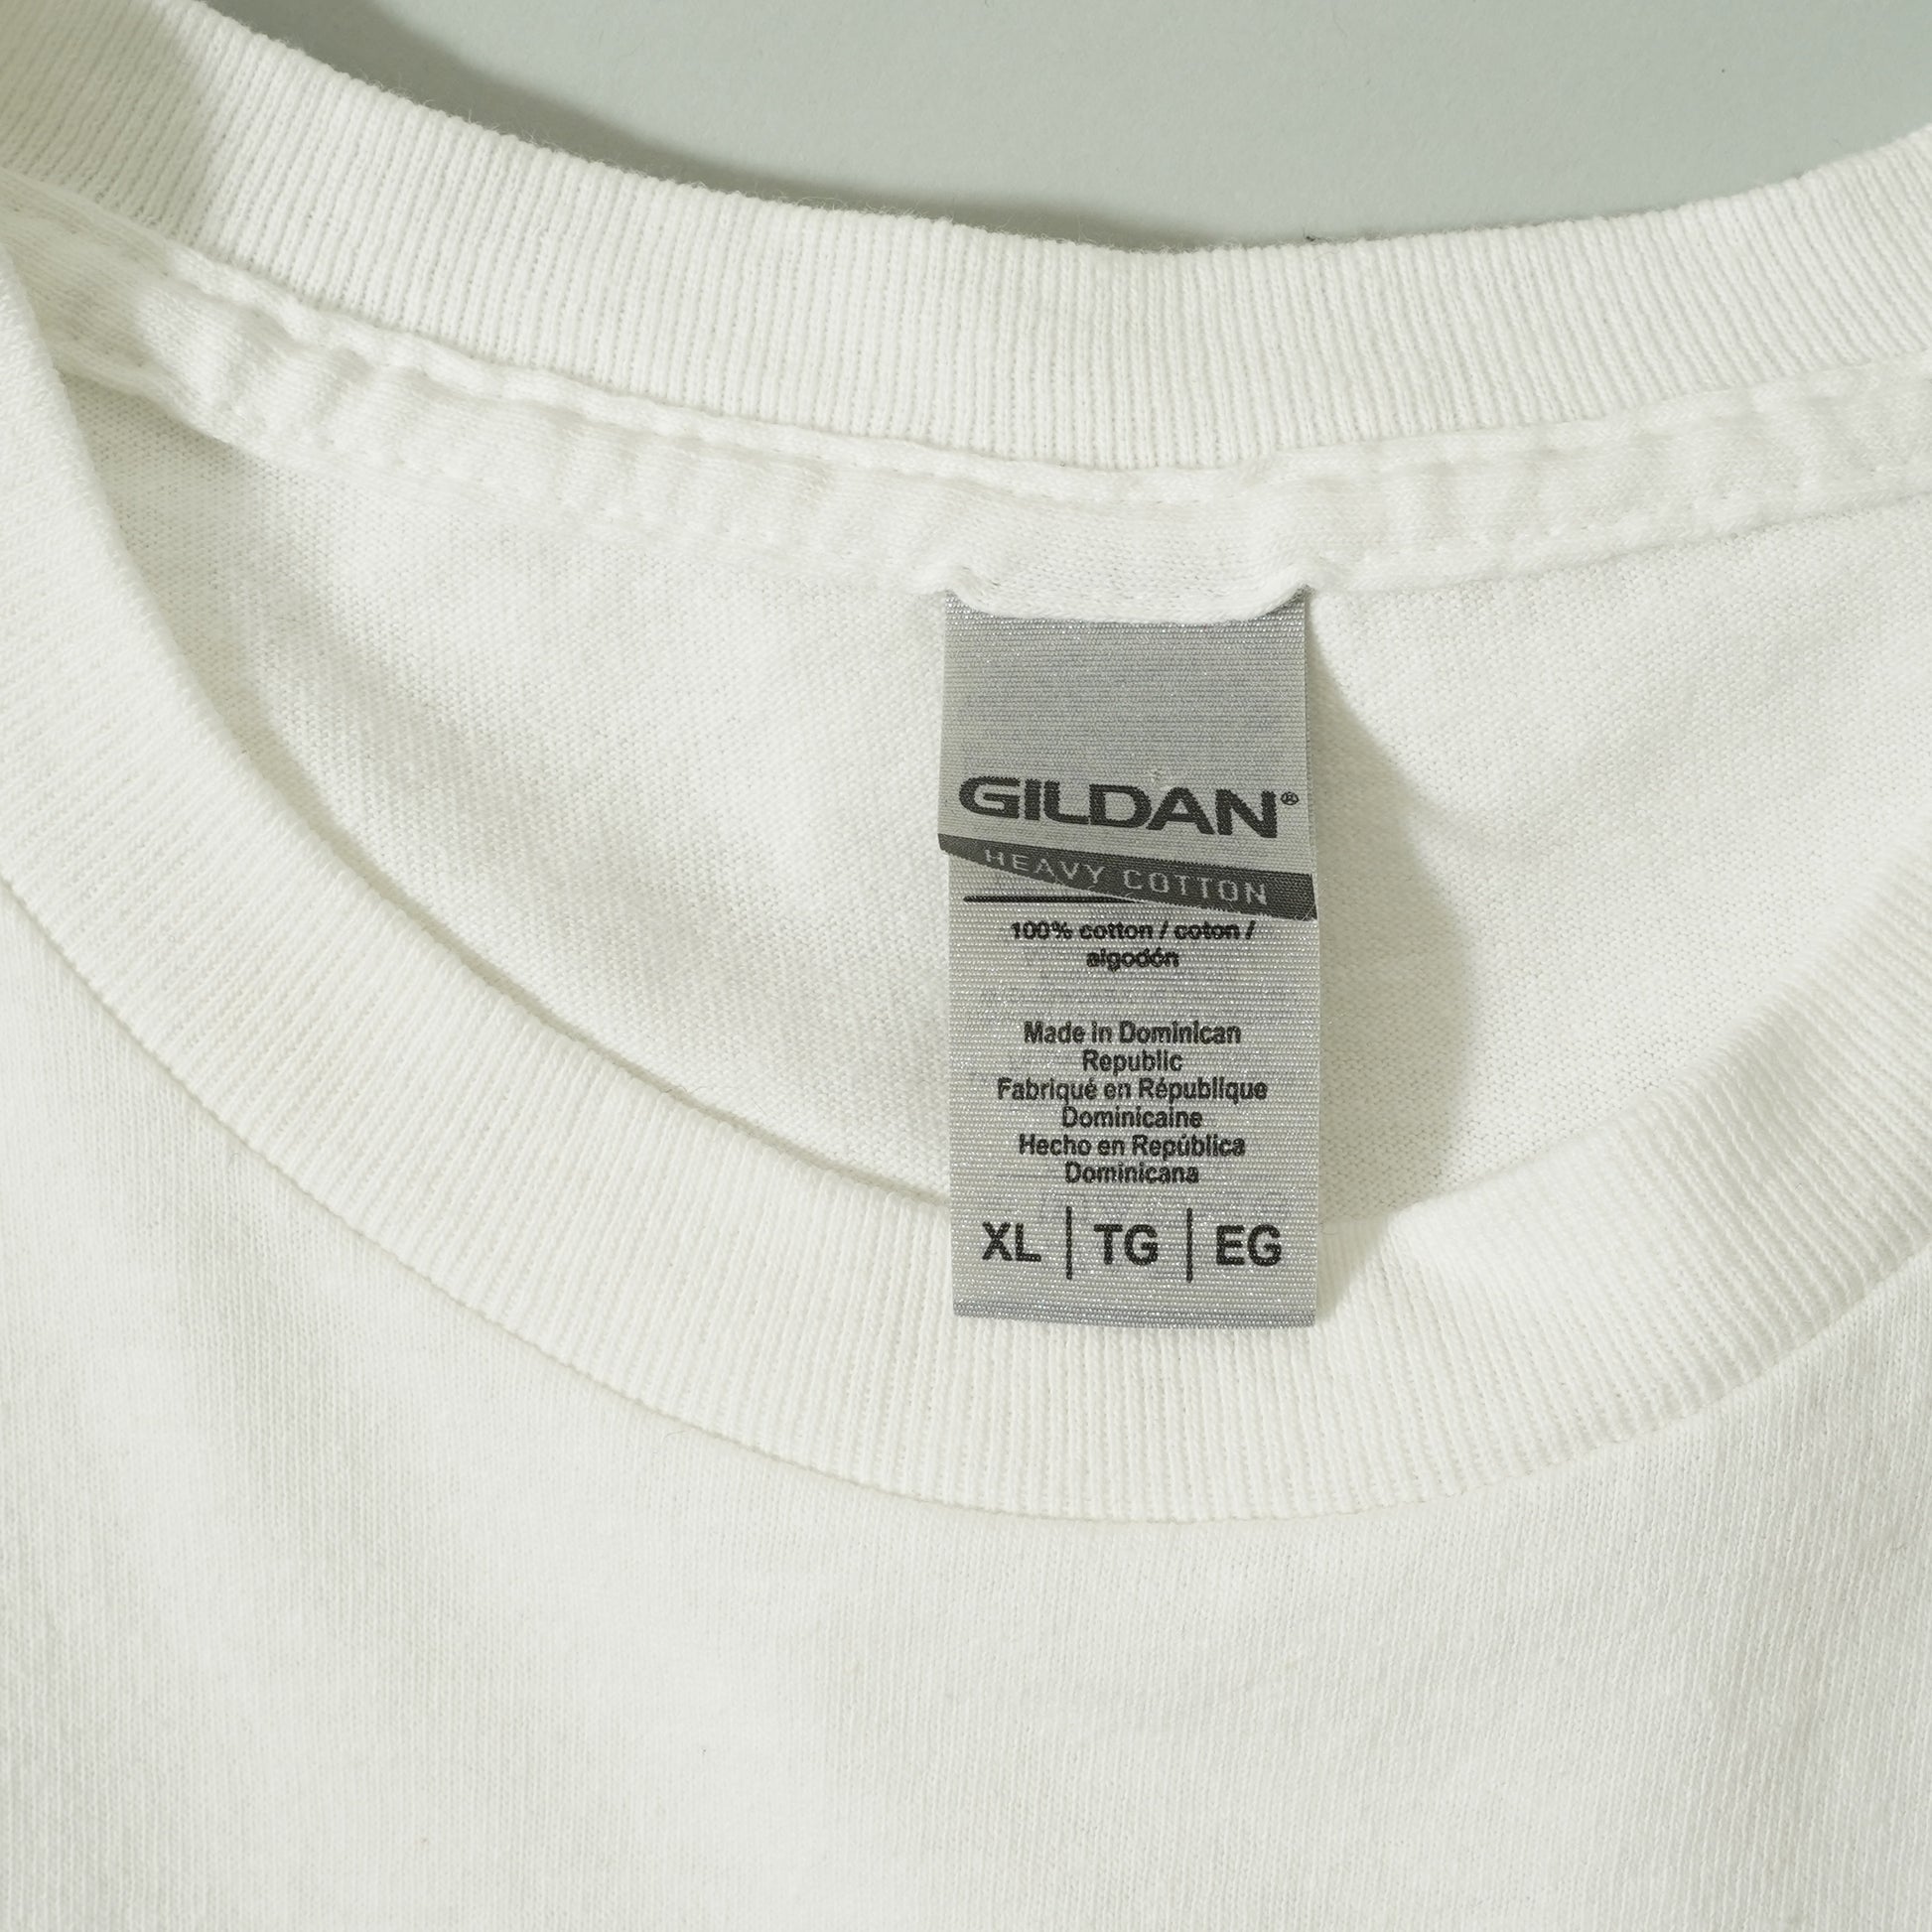 GILDAN®
HEAVY COTTON
100% cotton / coton /
algodón
Made in Dominican
Republic
Fabriqué en République
Dominicaine
Hecho en República
Dominicana
XL | TG | EG